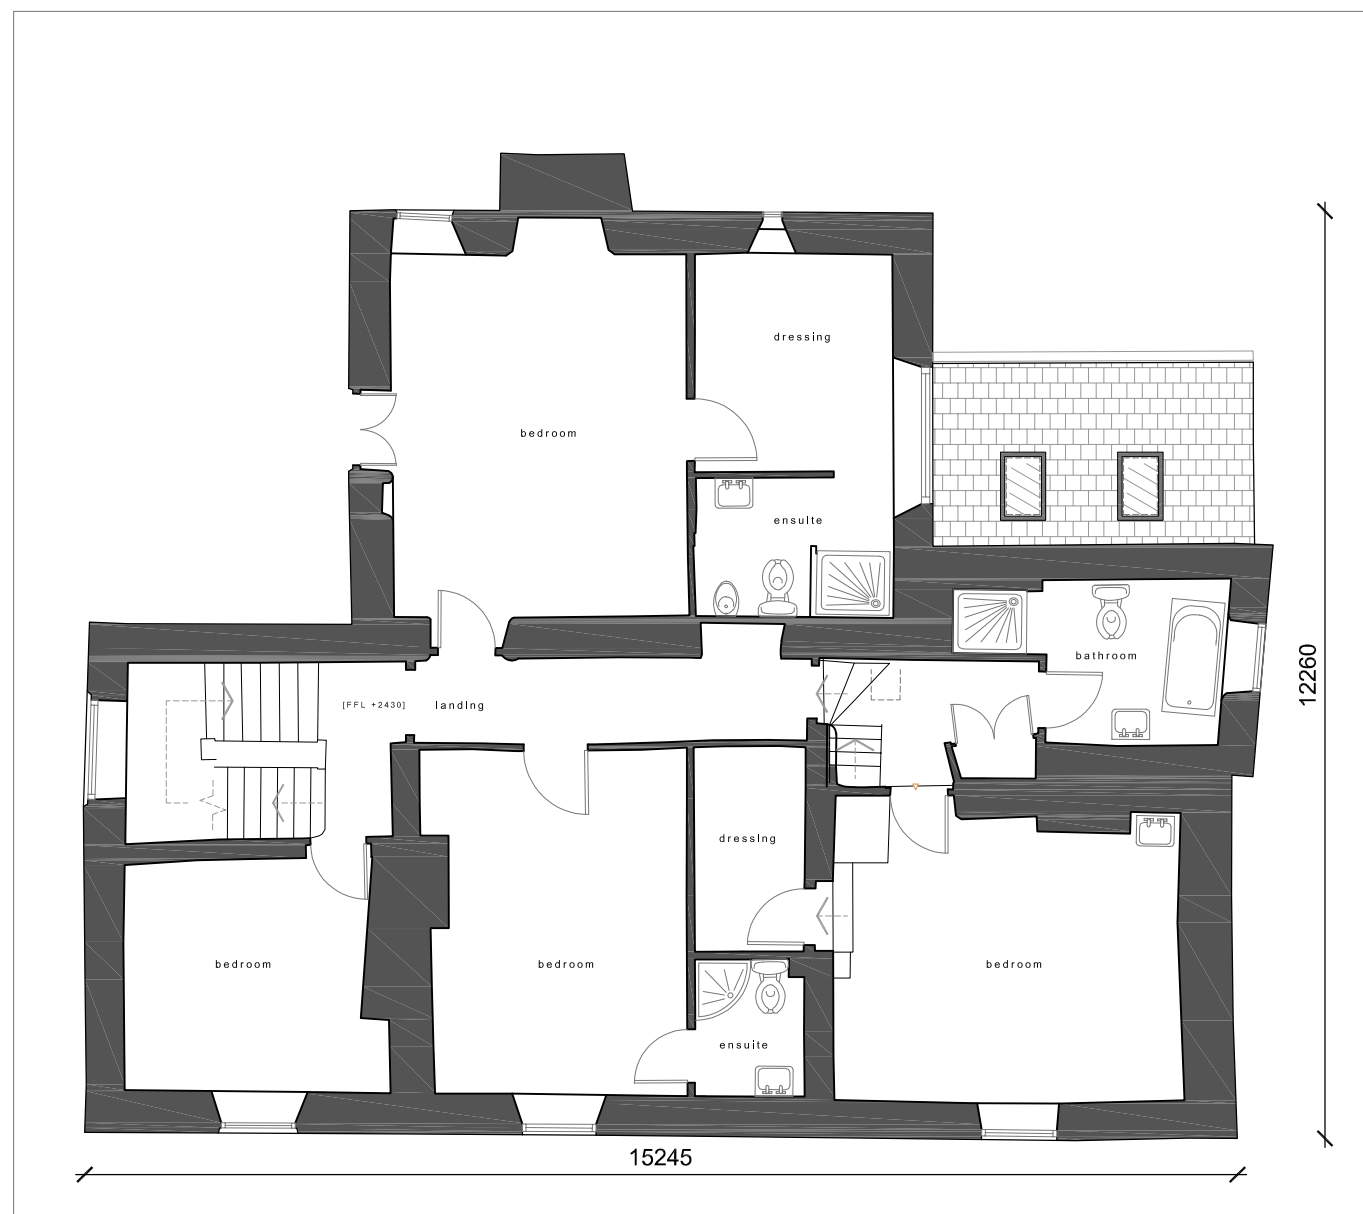 dressing
bedroom
ensuite
bathroom
[FFL +2430]
landing
dressing
bedroom
bedroom
bedroom
ensuite
12260
15245